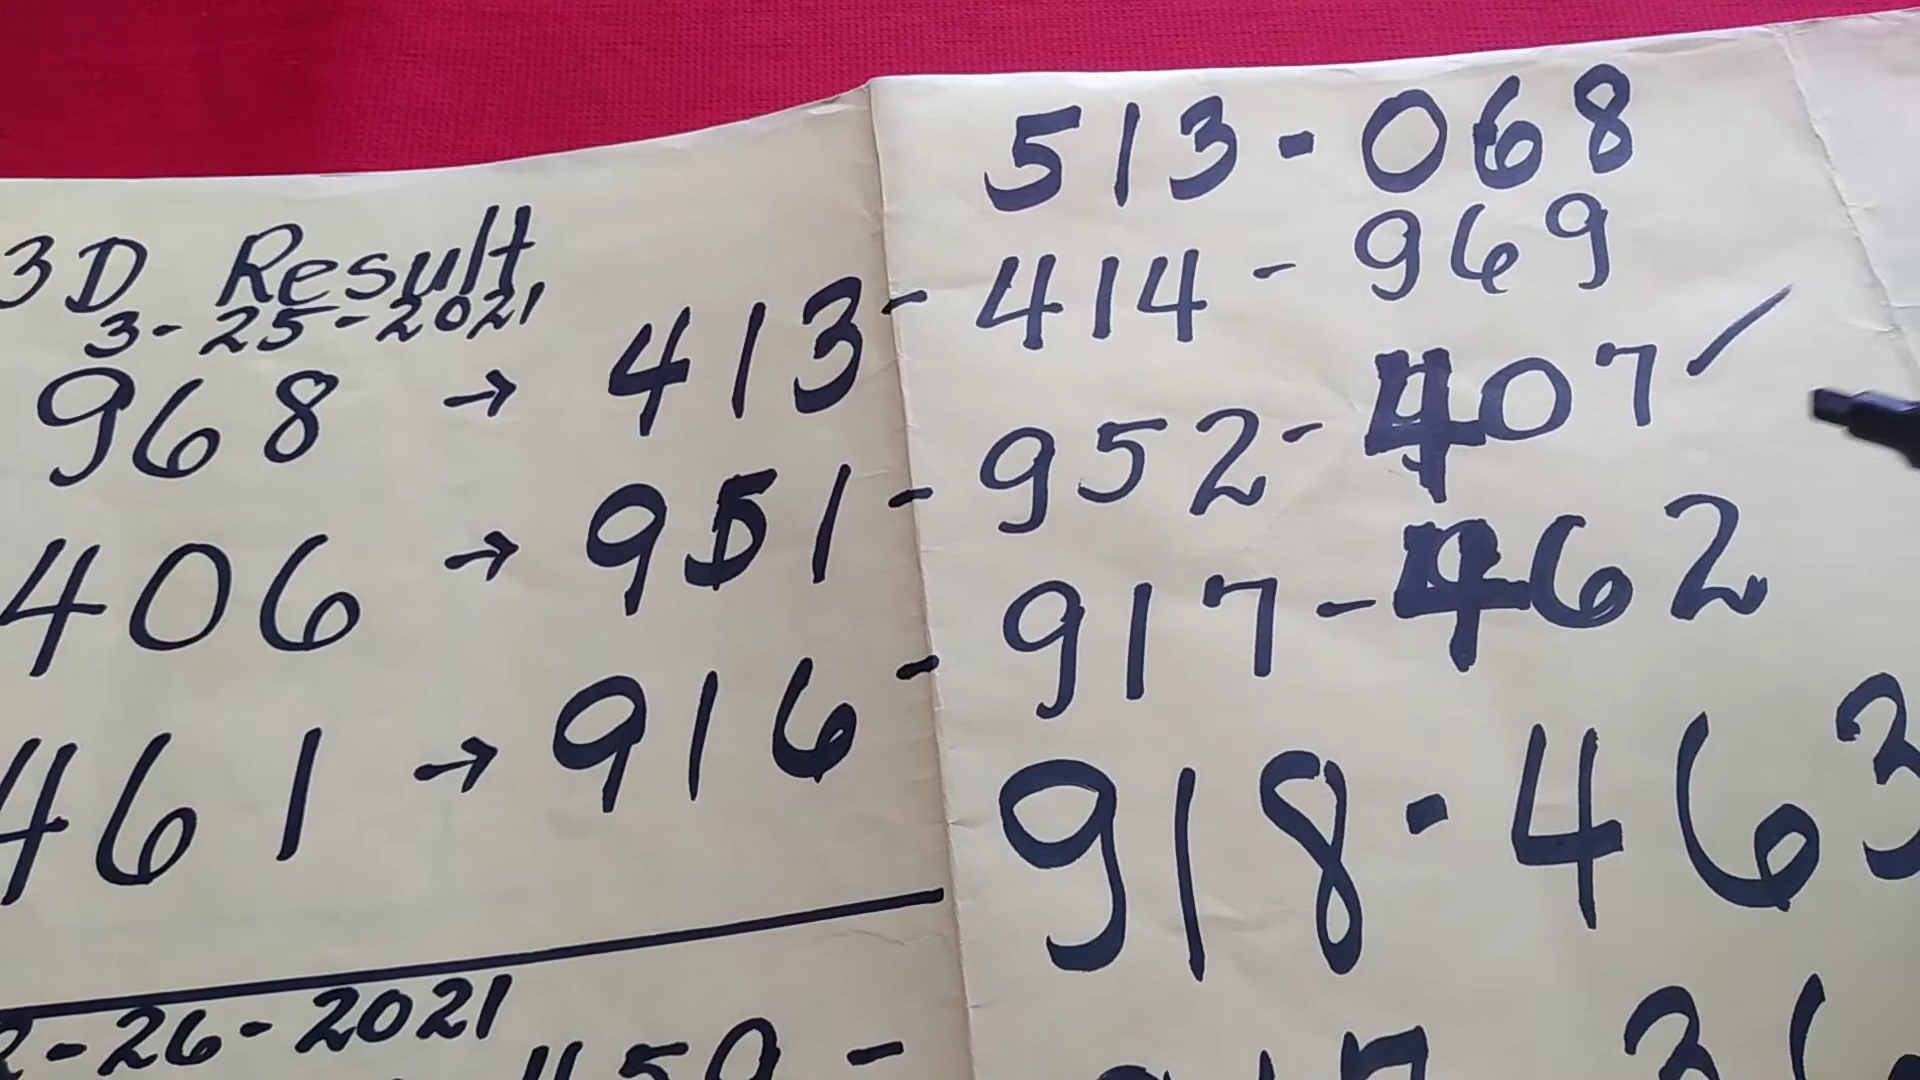 513-068
3D Result
3-25-2021
968 → 413-414-969
406 → 951-952-407
461 → 916-917-462
918-463
-26-2021
450-